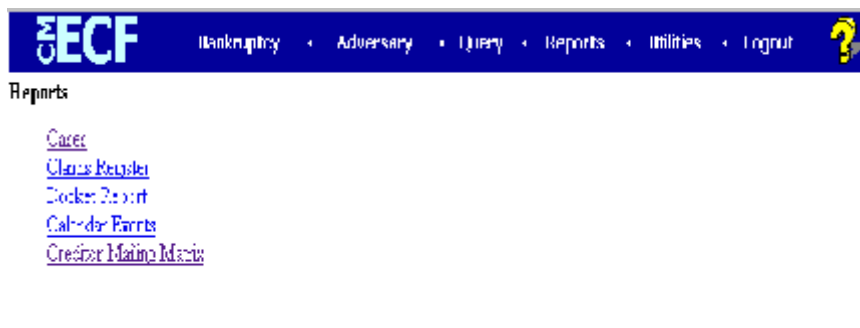 CM ECF Bankruptcy • Adversary • Query • Reports • Utilities • Logout ?
Reports
Cases
Claims Register
Docket Report
Calendar Events
Creditor Mailing Matrix